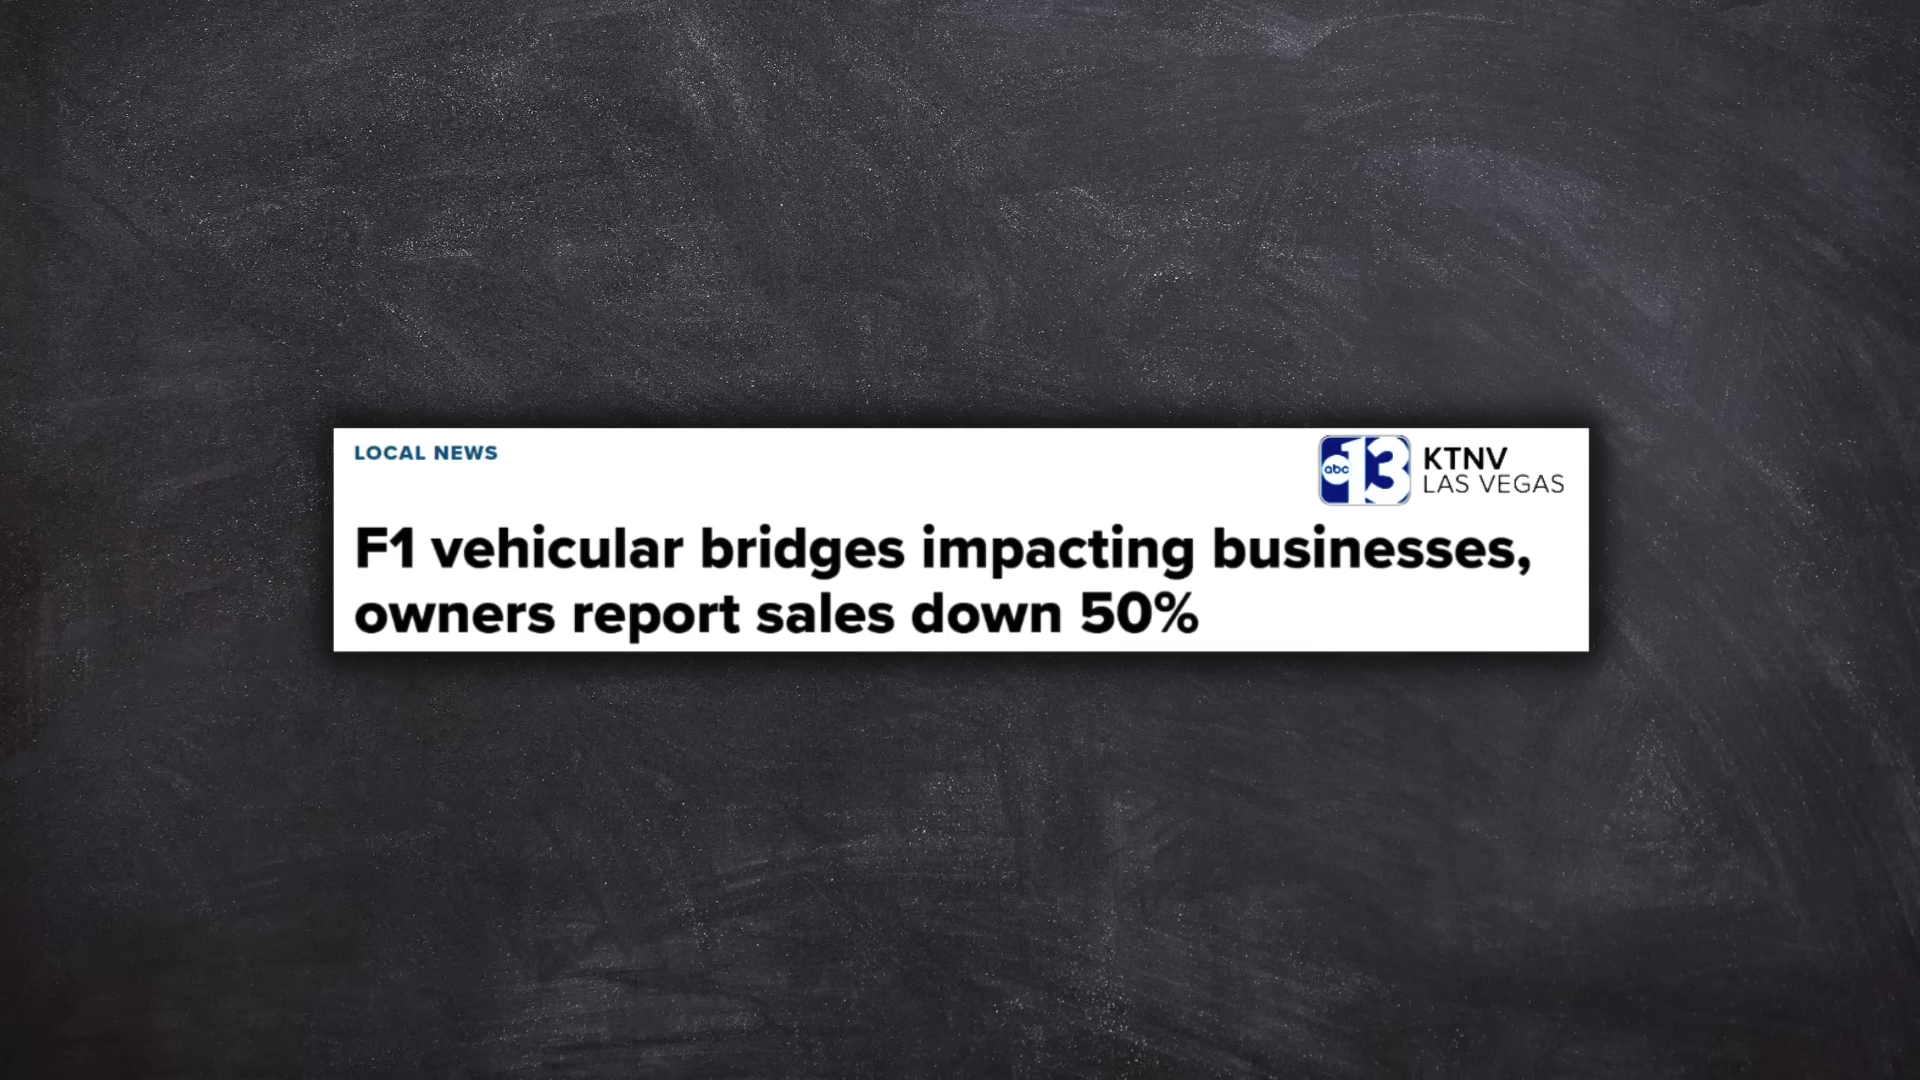 LOCAL NEWS
abc 13 KTNV
LAS VEGAS
F1 vehicular bridges impacting businesses,
owners report sales down 50%